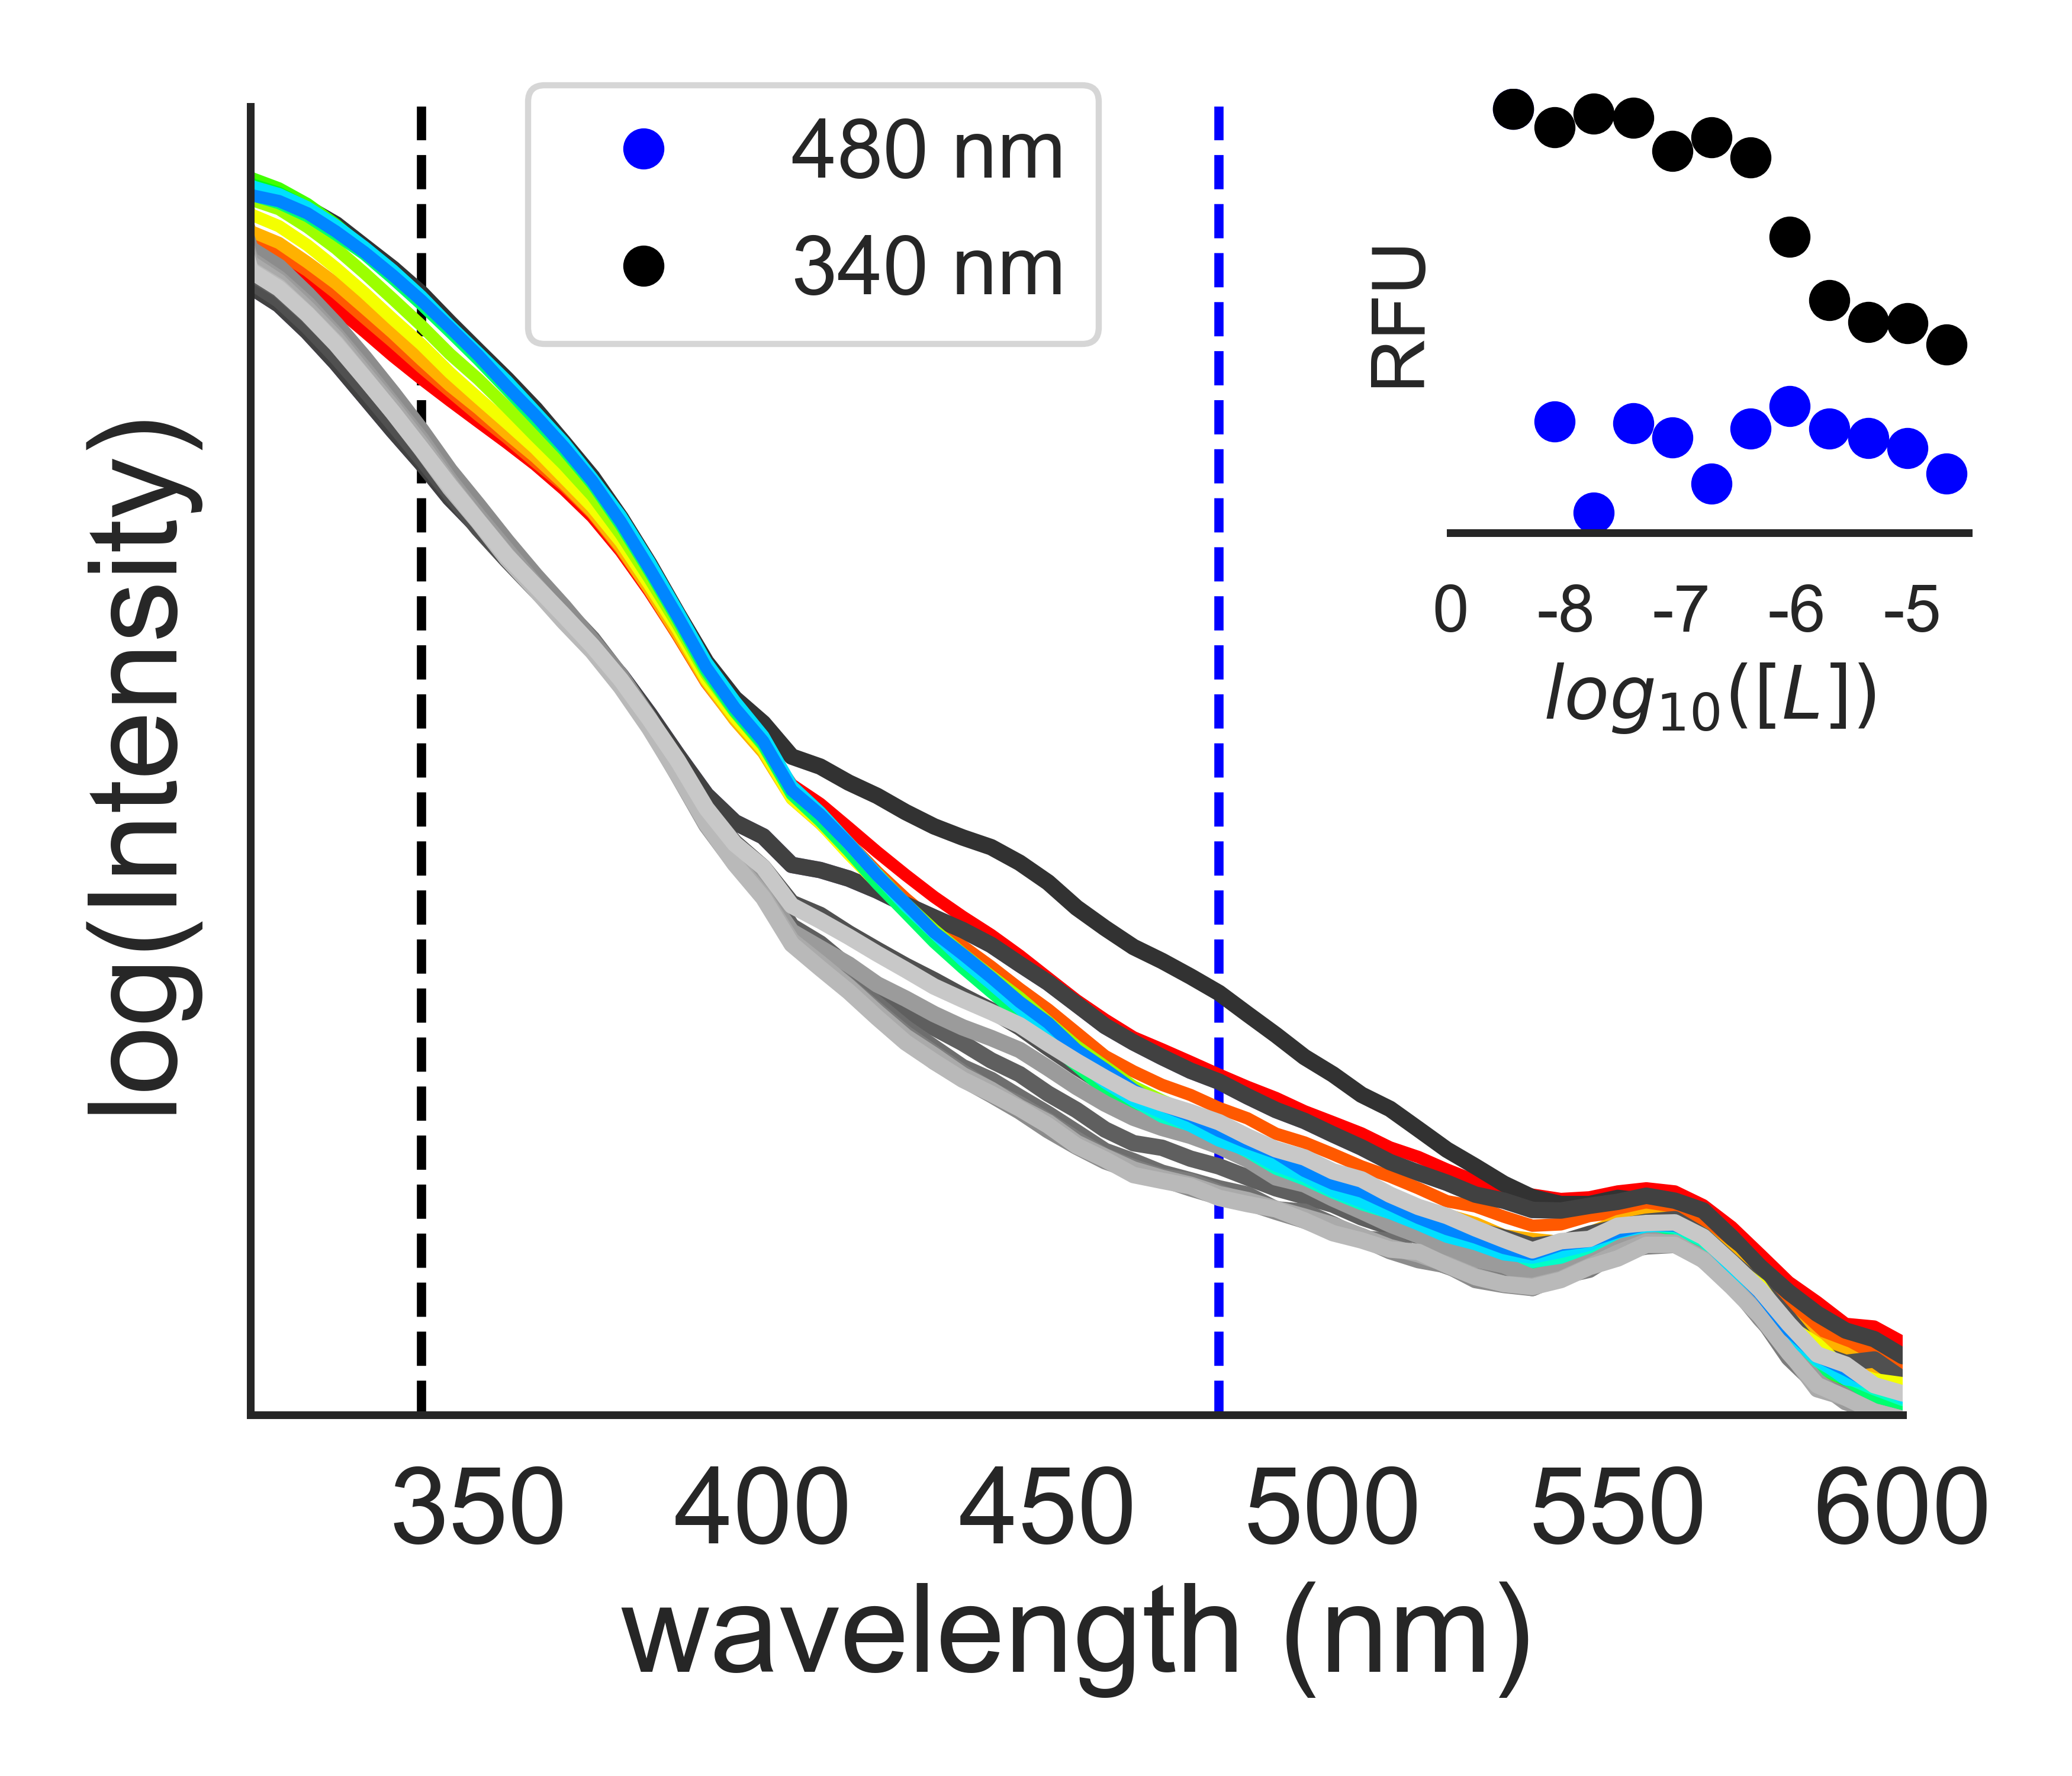 480 nm
340 nm
RFU
0 -8 -7 -6 -5
log₁₀([L])
log(Intensity)
350 400 450 500 550 600
wavelength (nm)